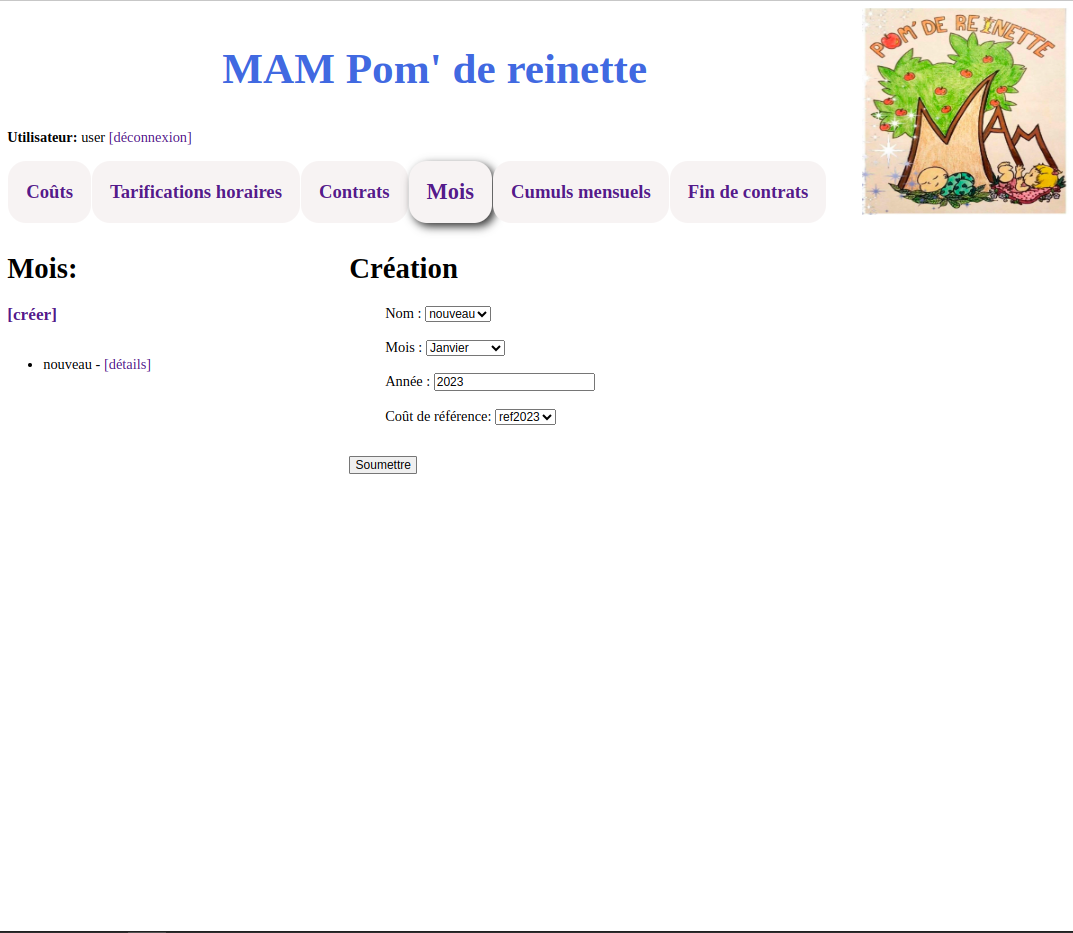 POM' DE REINETTE
MAM
MAM Pom' de reinette
Utilisateur: user [déconnexion]
Coûts
Tarifications horaires
Contrats
Mois
Cumuls mensuels
Fin de contrats
Mois:
[créer]
nouveau - [détails]
Création
Nom : nouveau
Mois : Janvier
Année : 2023
Coût de référence: ref2023
Soumettre